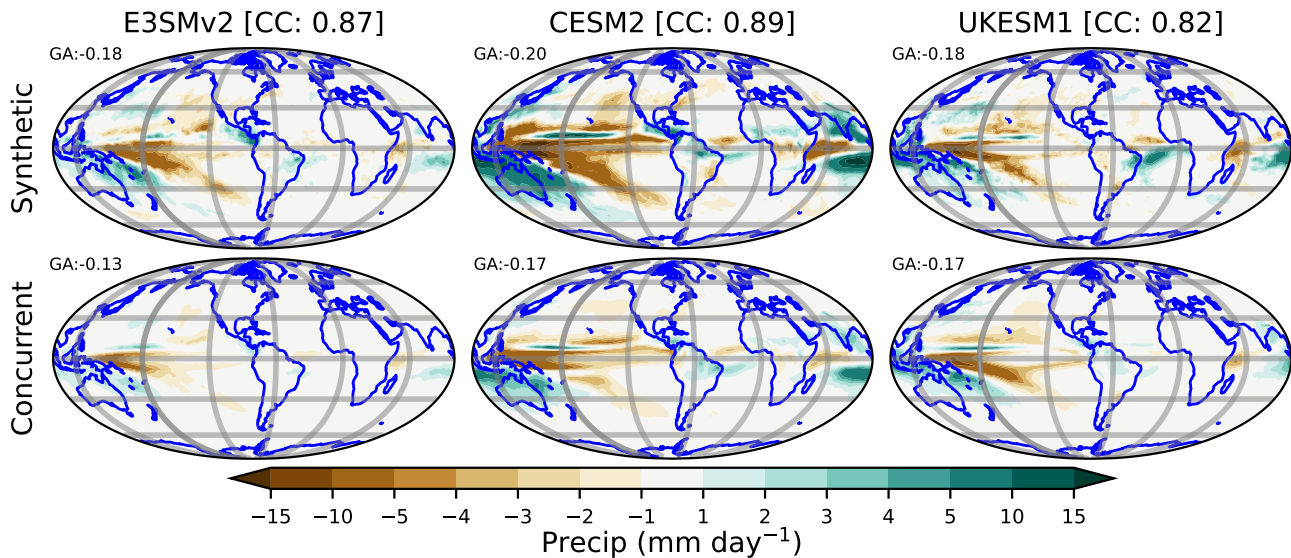 E3SMv2 [CC: 0.87]
CESM2 [CC: 0.89]
UKESM1 [CC: 0.82]
Synthetic
GA:-0.18
GA:-0.20
GA:-0.18
Concurrent
GA:-0.13
GA:-0.17
GA:-0.17
−15 −10 −5 −4 −3 −2 −1 1 2 3 4 5 10 15
Precip (mm day⁻¹)